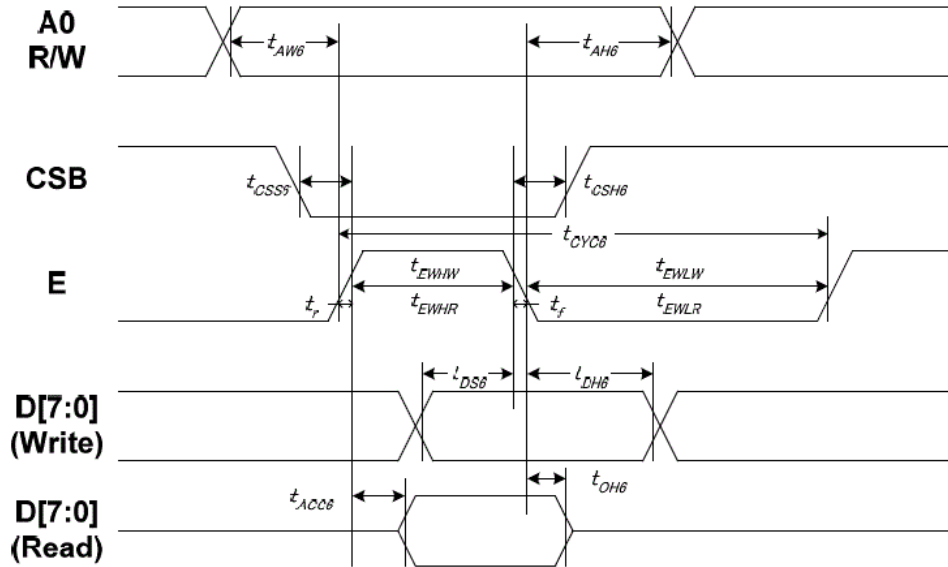 A0
R/W
tAW6
tAH6
CSB
tCSS6
tCSH6
tCYC6
E
tEWHW
tEWLW
tr
tEWHR
tf
tEWLR
tDS6
tDH6
D[7:0]
(Write)
tACC6
tOH6
D[7:0]
(Read)